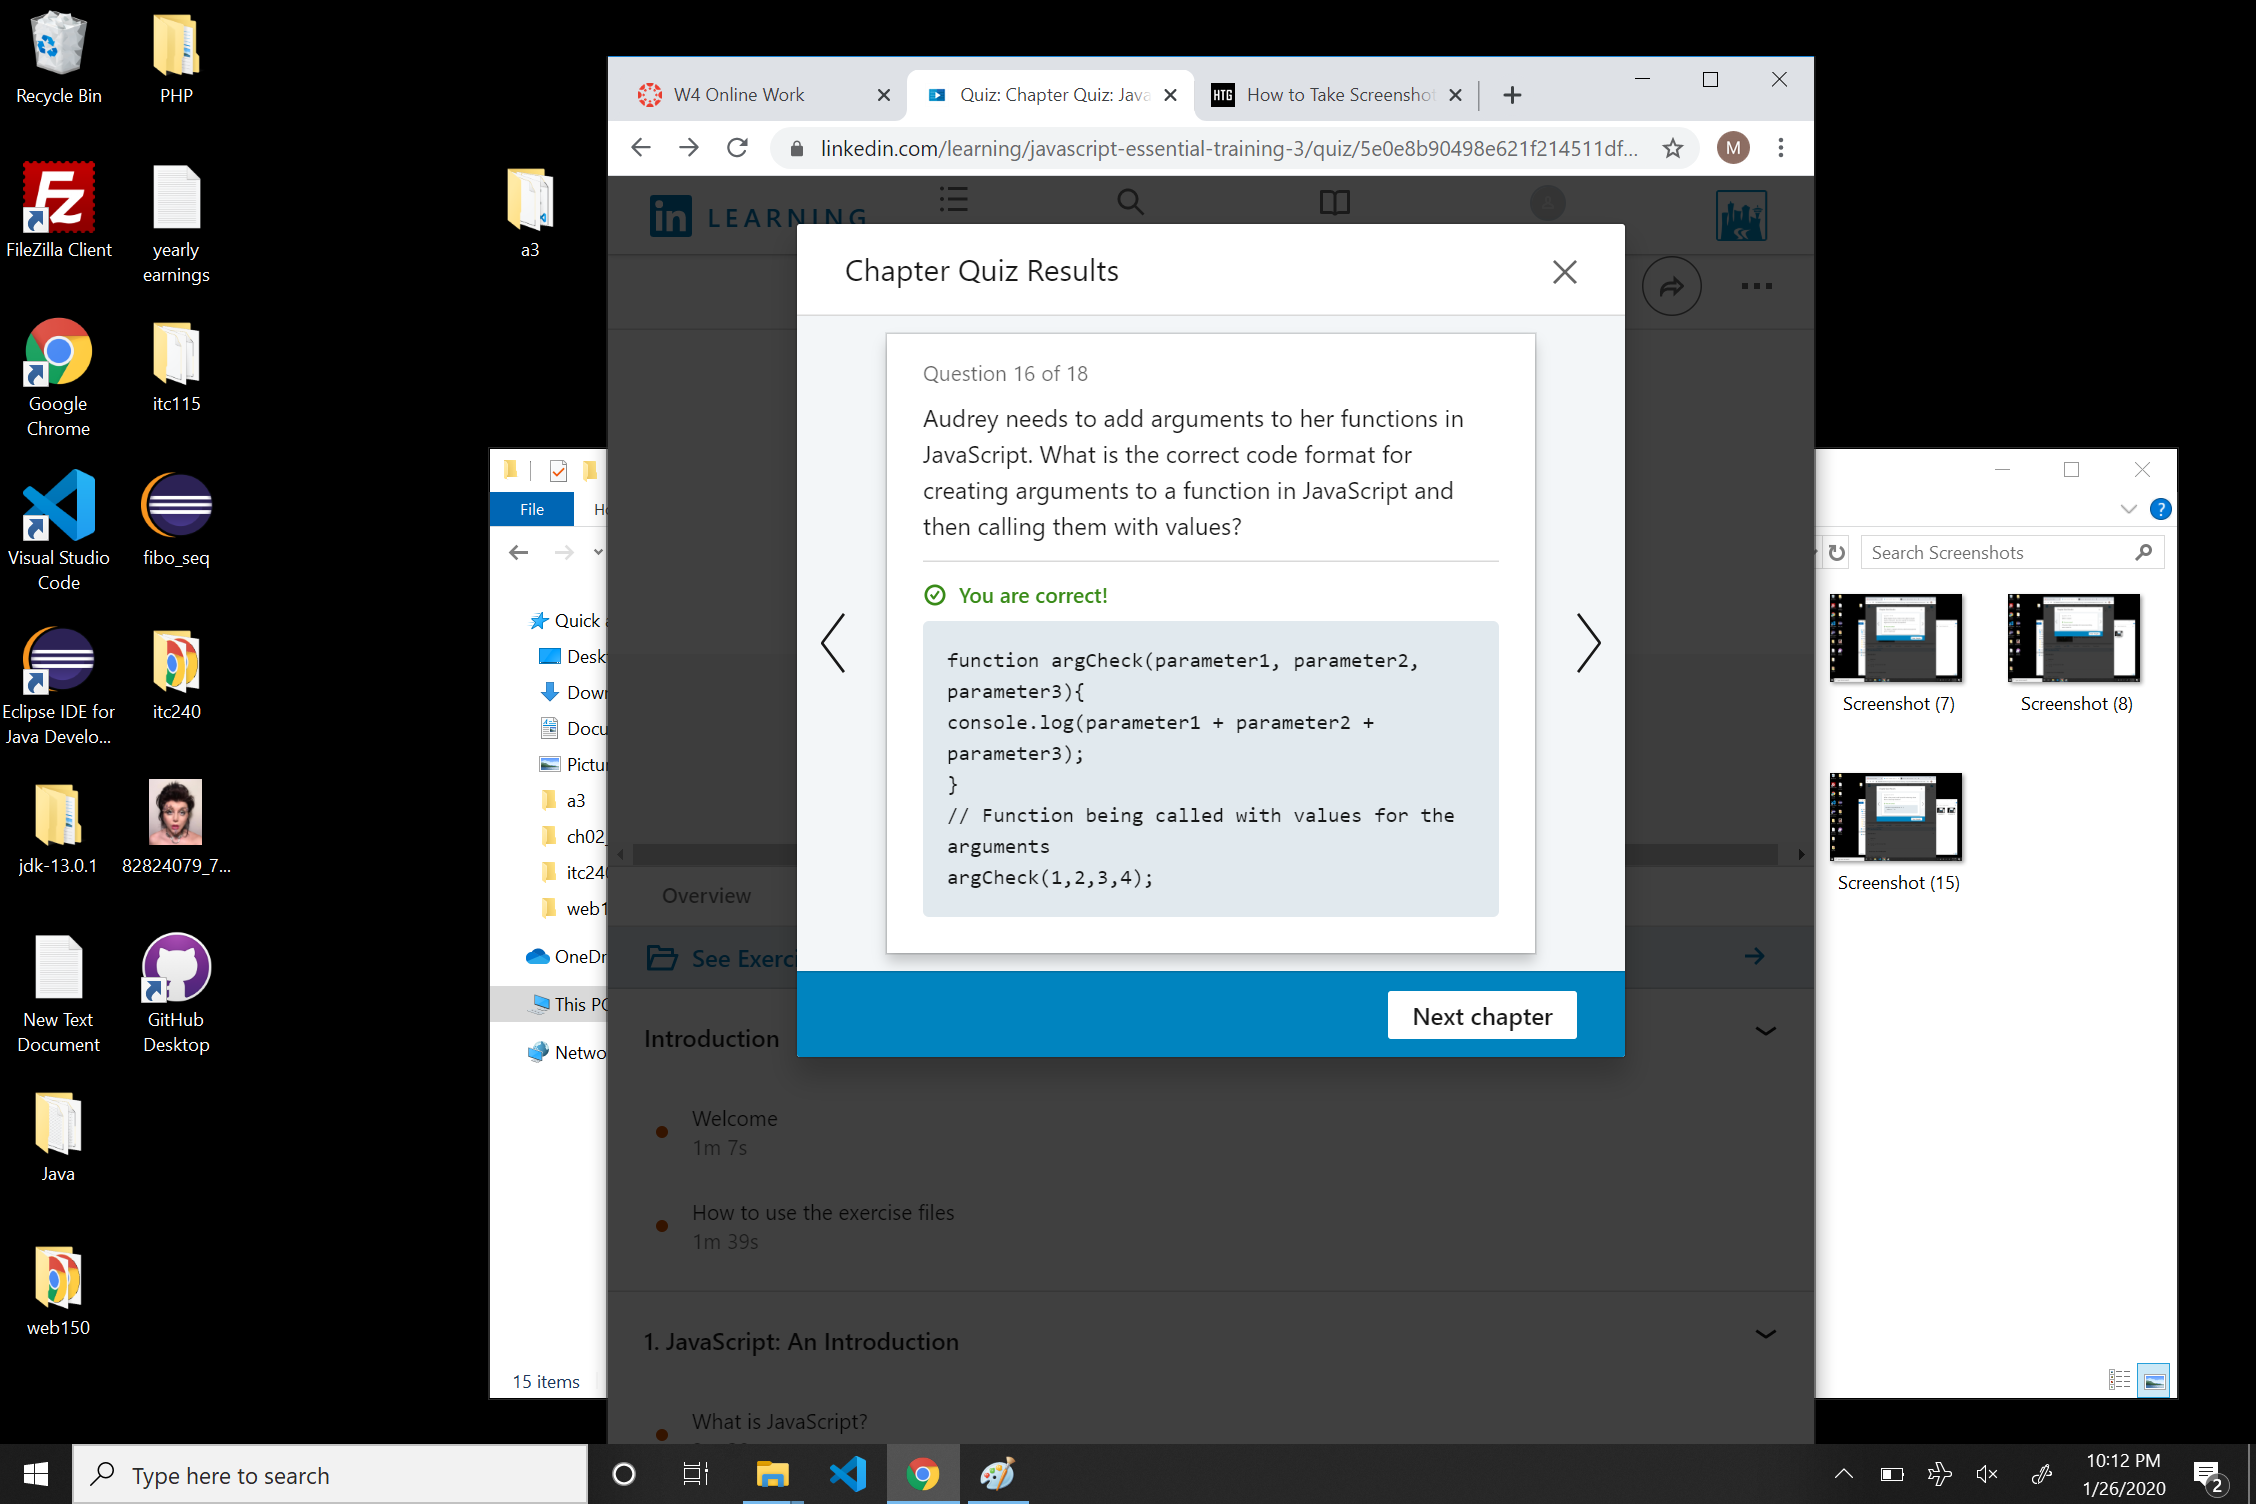 Recycle Bin
PHP
FileZilla Client
yearly
earnings
a3
Google
Chrome
itc115
Visual Studio
Code
fibo_seq
Eclipse IDE for
Java Develo...
itc240
jdk-13.0.1
82824079_7...
New Text
Document
GitHub
Desktop
Java
web150
W4 Online Work
Quiz: Chapter Quiz: Java
HTG
How to Take Screenshot
linkedin.com/learning/javascript-essential-training-3/quiz/5e0e8b90498e621f214511df...
M
in LEARNING
Chapter Quiz Results
Question 16 of 18
Audrey needs to add arguments to her functions in
JavaScript. What is the correct code format for
creating arguments to a function in JavaScript and
then calling them with values?
You are correct!
function argCheck(parameter1, parameter2,
parameter3){
console.log(parameter1 + parameter2 +
parameter3);
}
// Function being called with values for the
arguments
argCheck(1,2,3,4);
Next chapter
Overview
See Exerci
Introduction
Welcome
1m 7s
How to use the exercise files
1m 39s
1. JavaScript: An Introduction
What is JavaScript?
File
Ho
Quick a
Desk
Down
Docu
Pictur
a3
ch02_
itc240
web1
OneDr
This PC
Netwo
15 items
Search Screenshots
Screenshot (7)
Screenshot (8)
Screenshot (15)
Type here to search
10:12 PM
1/26/2020
2